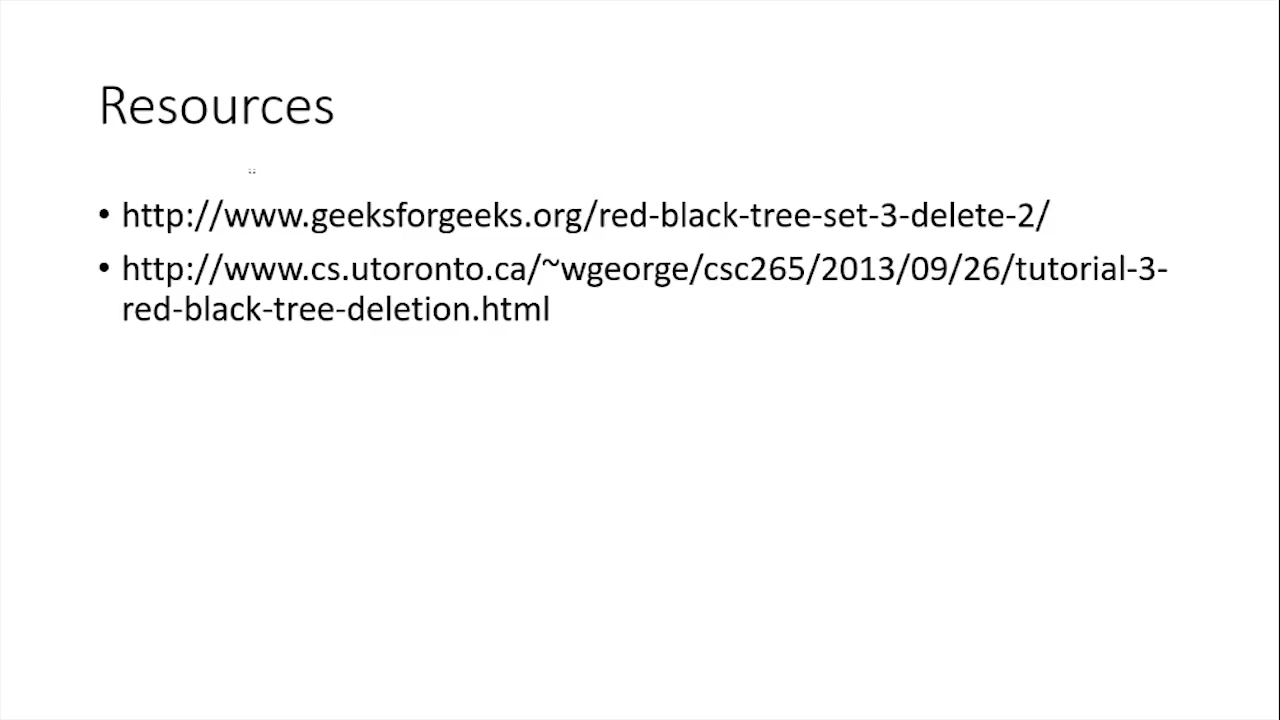 Resources
• http://www.geeksforgeeks.org/red-black-tree-set-3-delete-2/
• http://www.cs.utoronto.ca/~wgeorge/csc265/2013/09/26/tutorial-3-
red-black-tree-deletion.html